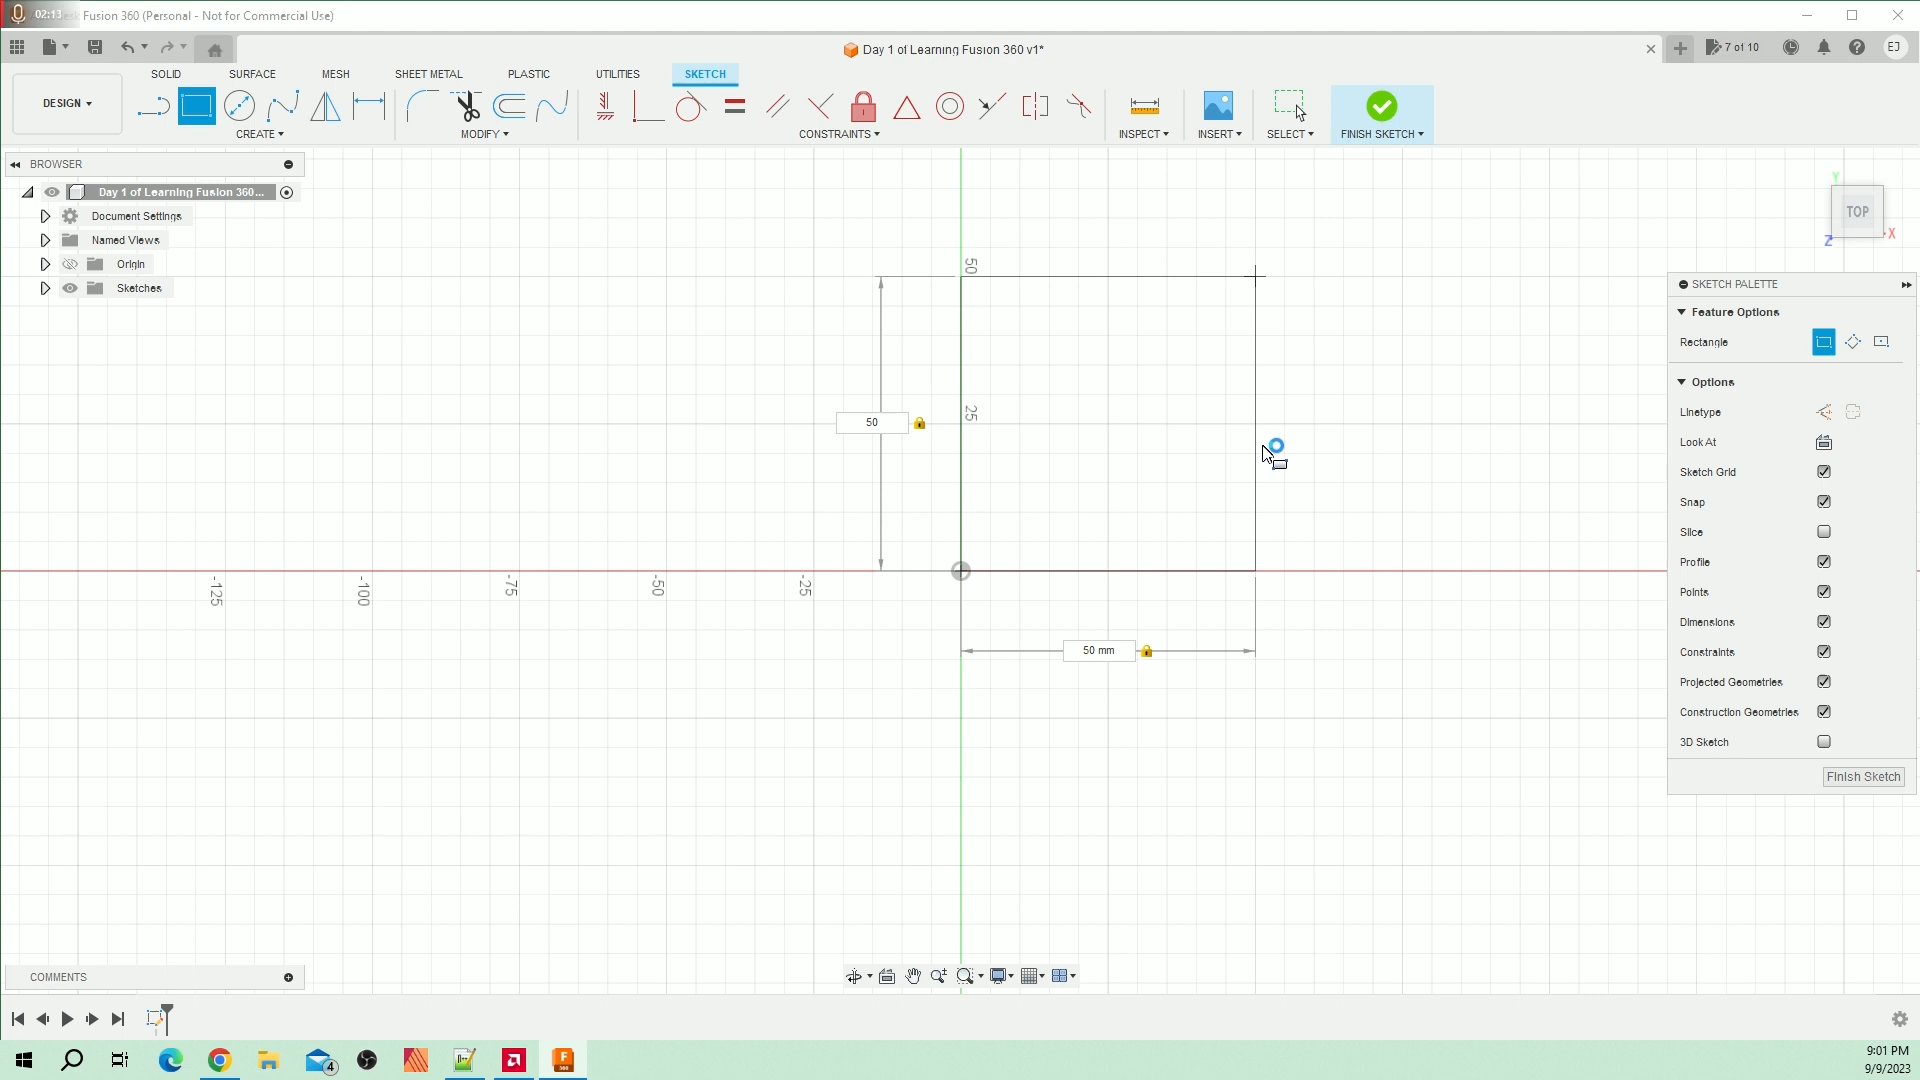 02:13
Fusion 360 (Personal - Not for Commercial Use)
Day 1 of Learning Fusion 360 v1*
7 of 10
EJ
DESIGN
SOLID
SURFACE
MESH
SHEET METAL
PLASTIC
UTILITIES
SKETCH
CREATE
MODIFY
CONSTRAINTS
INSPECT
INSERT
SELECT
FINISH SKETCH
BROWSER
Day 1 of Learning Fusion 360...
Document Settings
Named Views
Origin
Sketches
50
25
50
50 mm
-125
-100
-75
-50
-25
Y
TOP
X
Z
SKETCH PALETTE
Feature Options
Rectangle
Options
Linetype
Look At
Sketch Grid
Snap
Slice
Profile
Points
Dimensions
Constraints
Projected Geometries
Construction Geometries
3D Sketch
Finish Sketch
COMMENTS
4
F
360
9:01 PM
9/9/2023